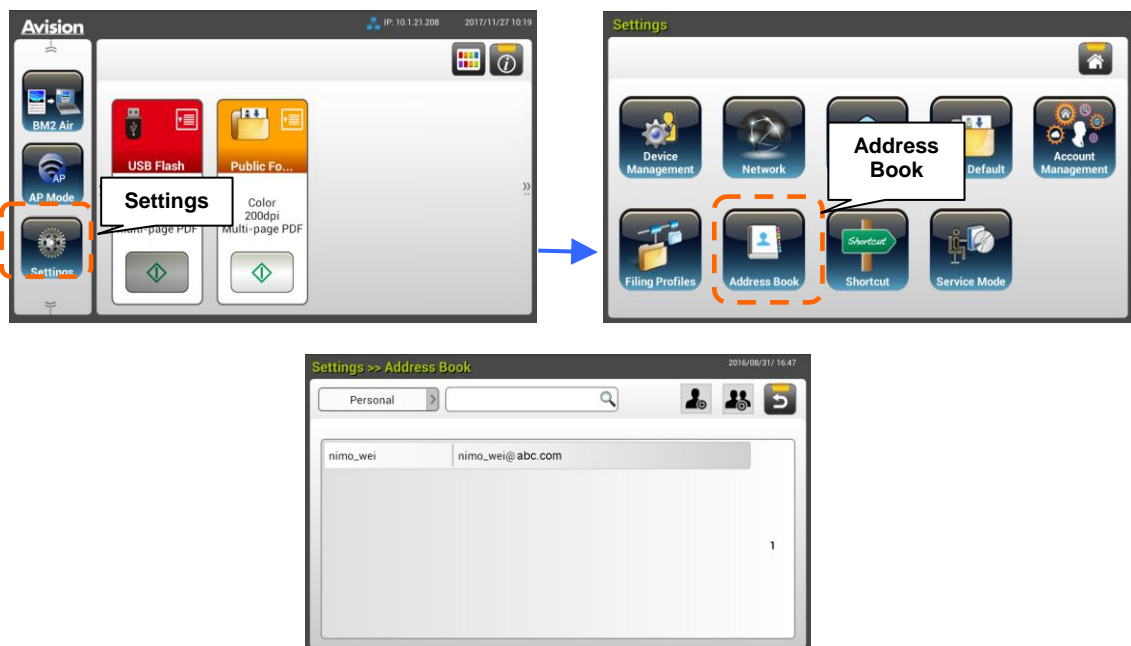 Avision
IP: 10.1.21.208
2017/11/27 10:19
BM2 Air
AP
AP Mode
Settings
USB Flash
Public Fo...
Settings
Color
200dpi
Multi-page PDF
Multi-page PDF
Settings
Device
Management
Network
Default
Account
Management
Address
Book
Filing Profiles
Address Book
Shortcut
Shortcut
Service Mode
Settings >> Address Book
2016/08/31/ 16:47
Personal
nimo_wei
nimo_wei@abc.com
1